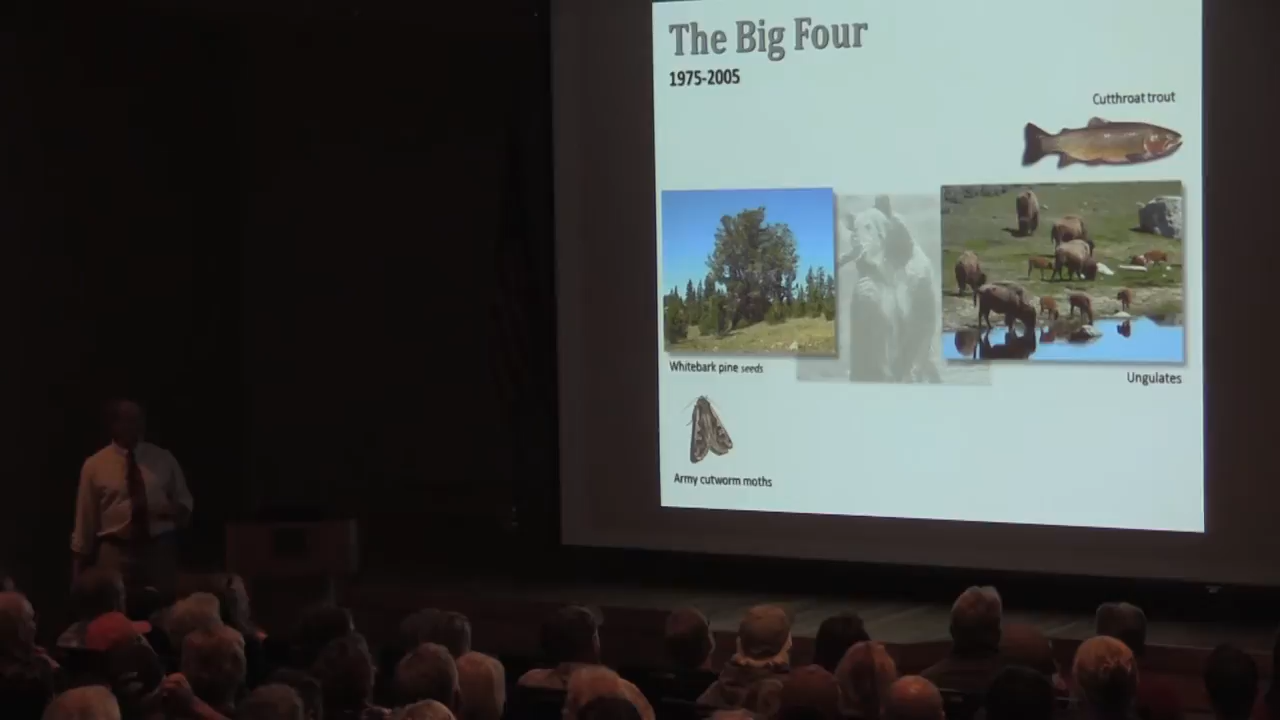 The Big Four
1975-2005
Cutthroat trout
Whitebark pine seeds
Ungulates
Army cutworm moths